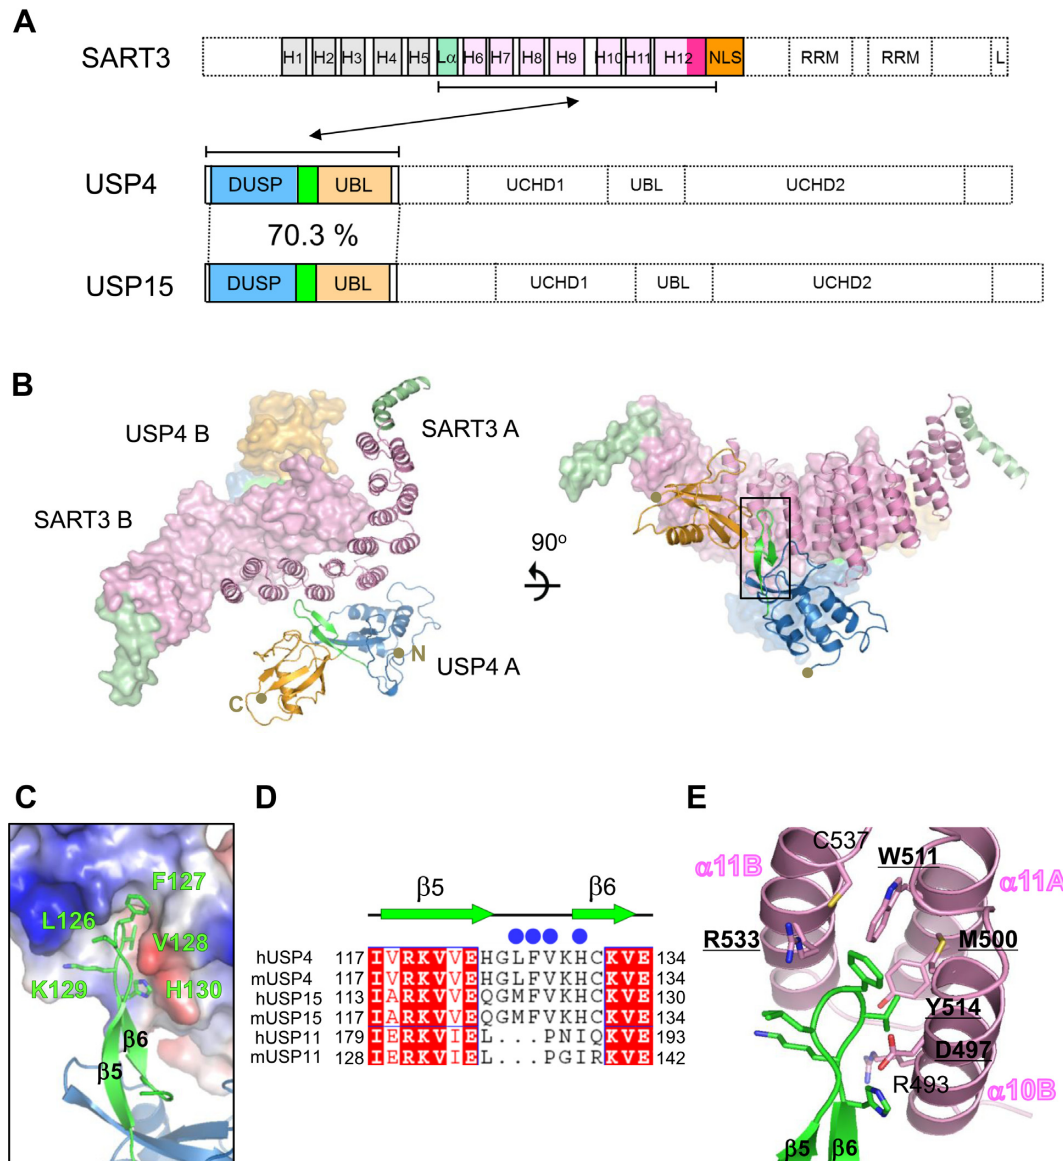 A
SART3
H1 H2 H3 H4 H5 Lα H6 H7 H8 H9 H10 H11 H12 NLS RRM RRM L
USP4
DUSP UBL UCHD1 UBL UCHD2
70.3 %
USP15
DUSP UBL UCHD1 UBL UCHD2
B
USP4 B
SART3 A
SART3 B
90º
N
USP4 A
C
C
F127
L126
V128
K129
H130
β6
β5
D
β5 β6
hUSP4 117 IVRKVVEHGLFVKHCKVE 134
mUSP4 117 IVRKVVEHGLFVKHCKVE 134
hUSP15 113 IARKVVEQGMFVKHCKVE 130
mUSP15 117 IARKVVEQGMFVKHCKVE 134
hUSP11 179 IERKVIEL...PNIQKVE 193
mUSP11 128 IERKVIEL...PGIRKVE 142
E
C537
W511
α11B
α11A
R533
M500
Y514
D497
R493
α10B
β5 β6